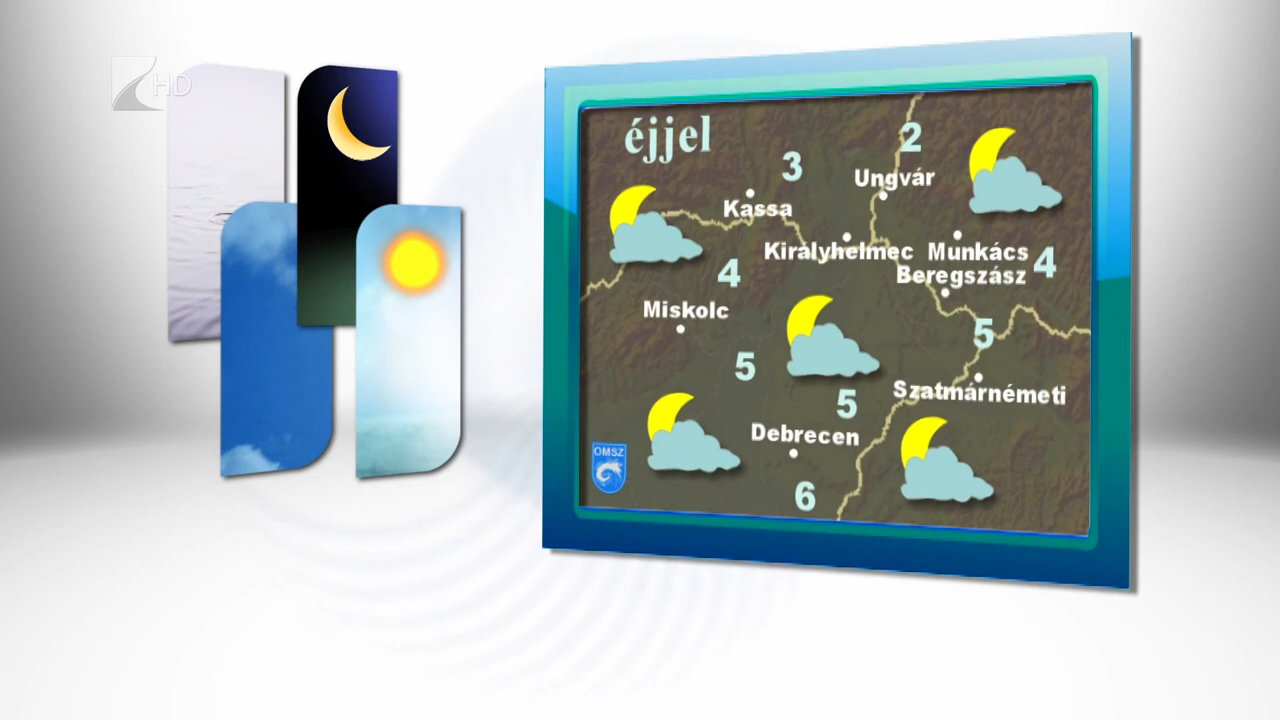 HD
éjjel
2
3
Ungvár
Kassa
Királyhelmec
Munkács
4
4
Beregszász
Miskolc
5
5
Szatmárnémeti
5
Debrecen
OMSZ
6